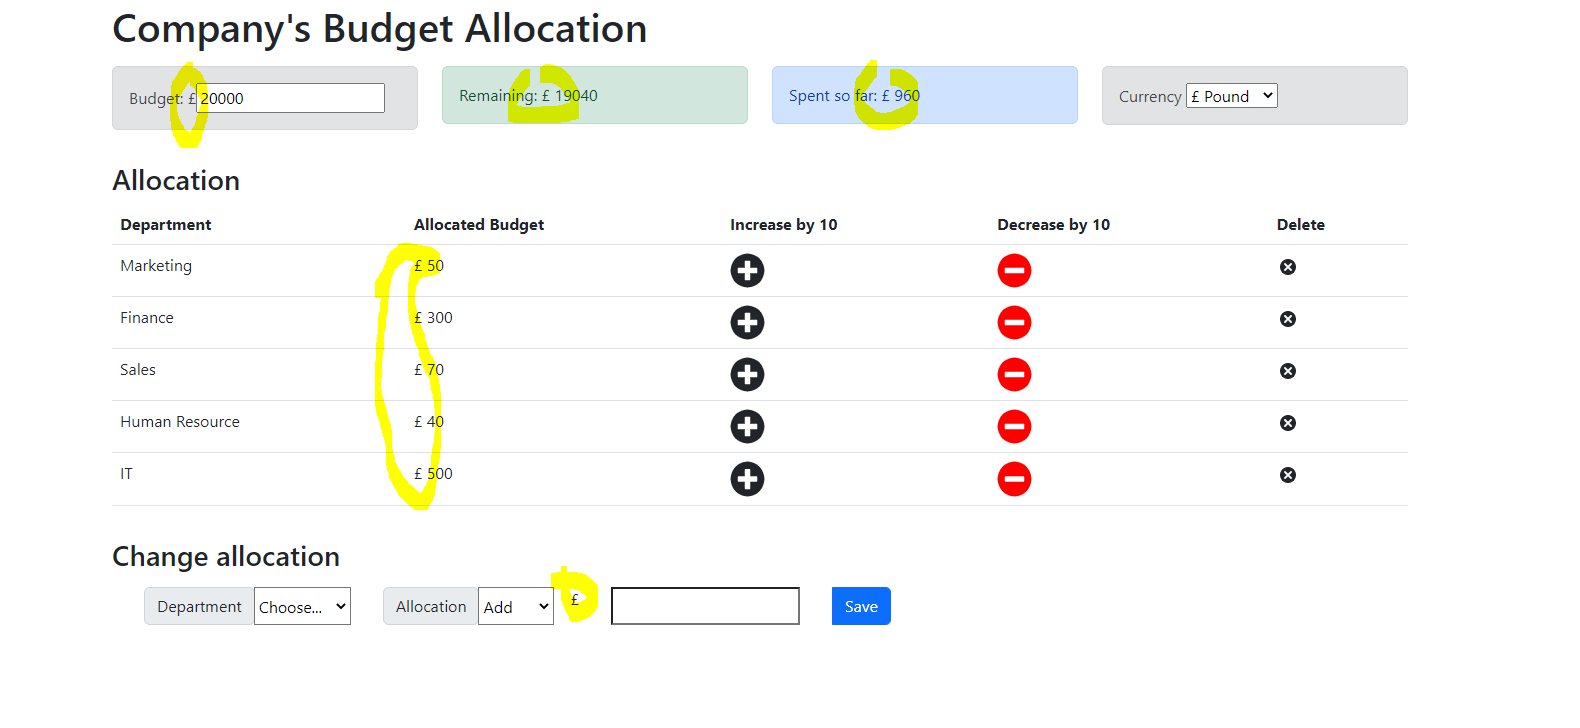 Company's Budget Allocation
Budget: £ 20000 Remaining: £ 19040 Spent so far: £ 960 Currency £ Pound
Allocation
Department Allocated Budget Increase by 10 Decrease by 10 Delete
Marketing £ 50
Finance £ 300
Sales £ 70
Human Resource £ 40
IT £ 500
Change allocation
Department Choose... Allocation Add £ Save